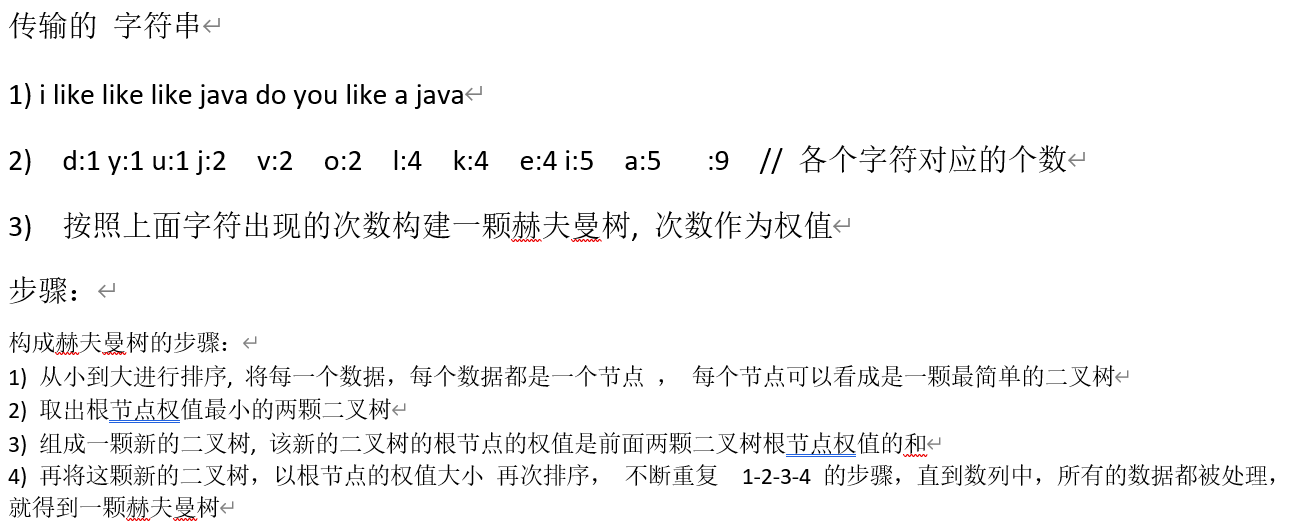 传输的 字符串
1) i like like like java do you like a java
2) d:1 y:1 u:1 j:2 v:2 o:2 l:4 k:4 e:4 i:5 a:5 :9 // 各个字符对应的个数
3) 按照上面字符出现的次数构建一颗赫夫曼树, 次数作为权值
步骤：
构成赫夫曼树的步骤：
1) 从小到大进行排序, 将每一个数据，每个数据都是一个节点 ， 每个节点可以看成是一颗最简单的二叉树
2) 取出根节点权值最小的两颗二叉树
3) 组成一颗新的二叉树, 该新的二叉树的根节点的权值是前面两颗二叉树根节点权值的和
4) 再将这颗新的二叉树，以根节点的权值大小 再次排序， 不断重复 1-2-3-4 的步骤，直到数列中，所有的数据都被处理，
就得到一颗赫夫曼树